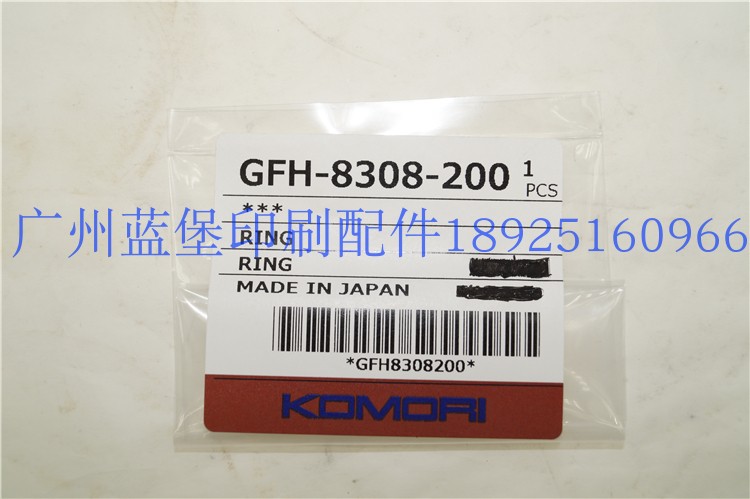 GFH-8308-200 1 PCS
***
广州蓝堡印刷配件18925160966
RING
RING
MADE IN JAPAN
*GFH8308200*
KOMORI